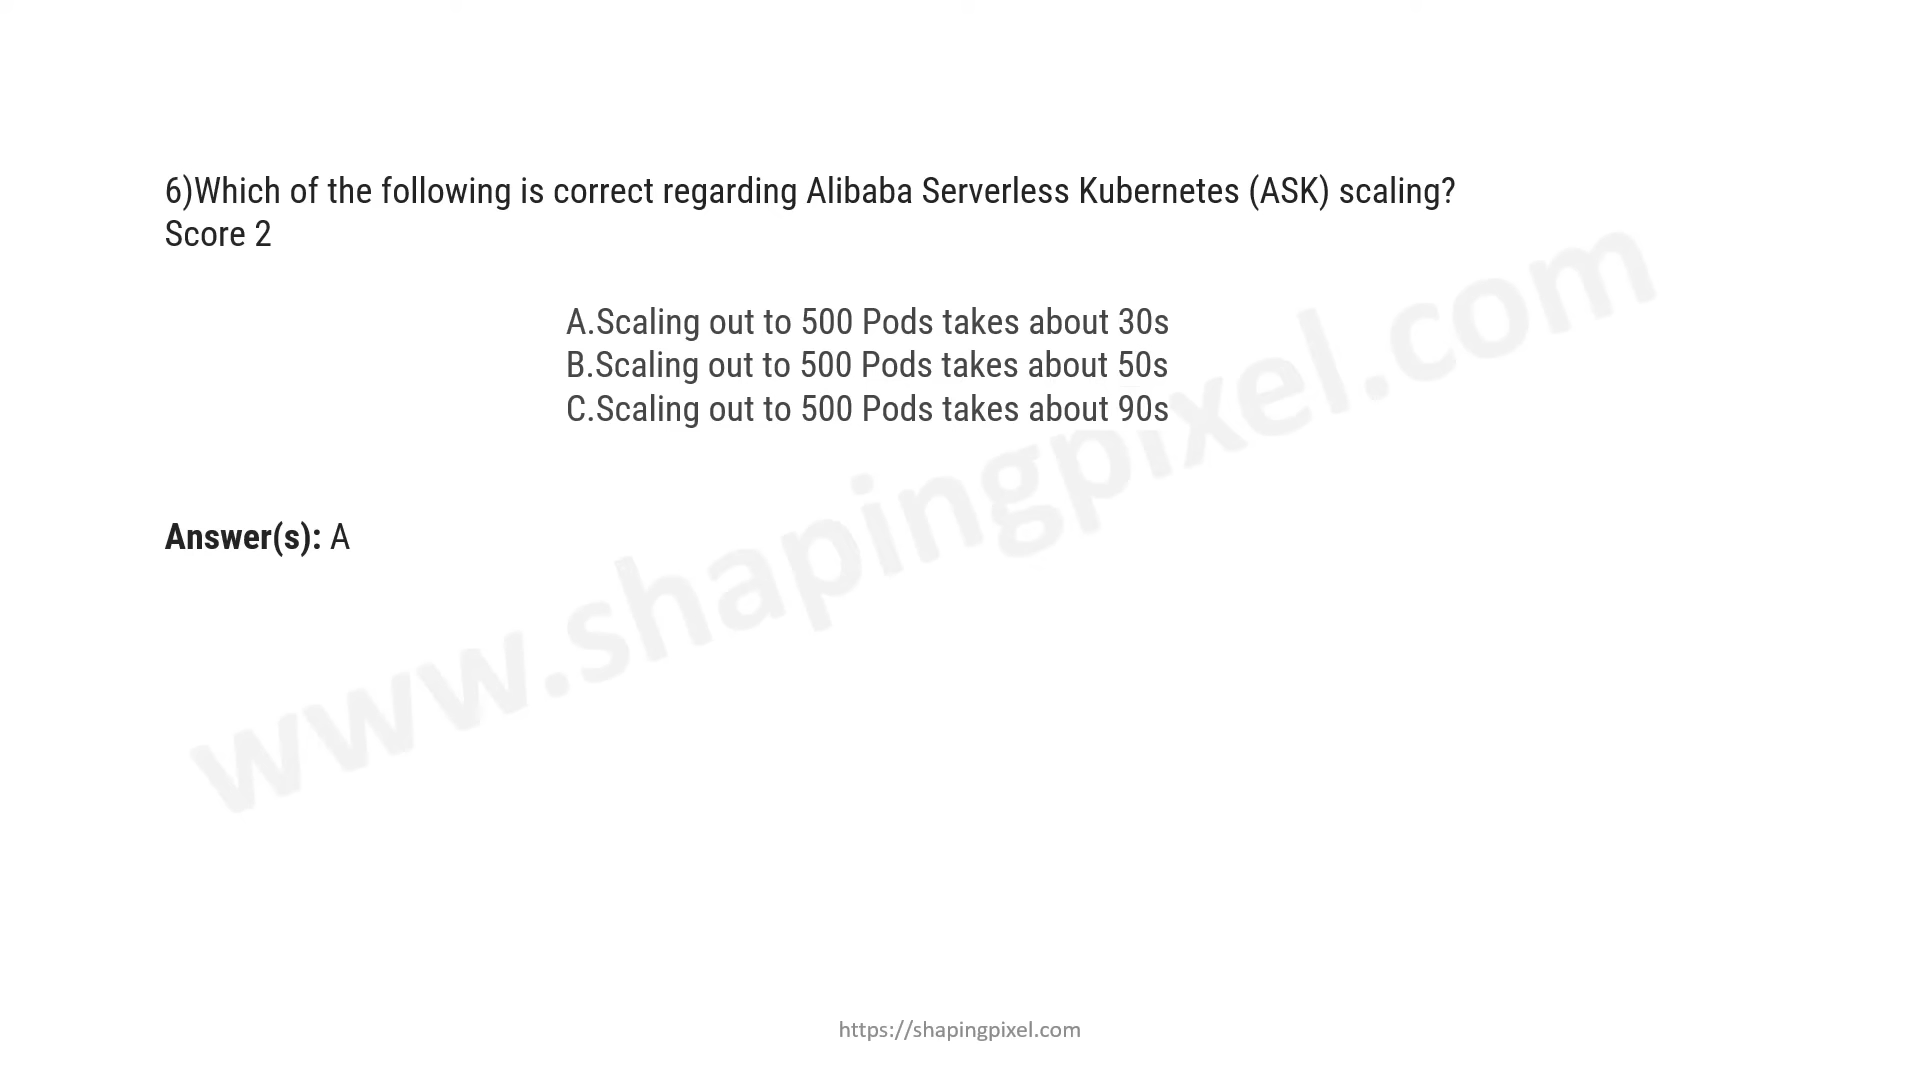 6)Which of the following is correct regarding Alibaba Serverless Kubernetes (ASK) scaling?
Score 2
A.Scaling out to 500 Pods takes about 30s
B.Scaling out to 500 Pods takes about 50s
C.Scaling out to 500 Pods takes about 90s
www.shapingpixel.com
Answer(s): A
https://shapingpixel.com